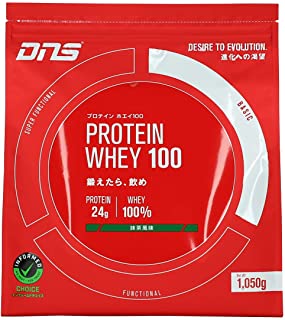 DNS
DESIRE TO EVOLUTION.
進化への渇望
SUPER FUNCTIONAL
BASIC
プロテイン ホエイ100
PROTEIN
WHEY 100
鍛えたら、飲め
PROTEIN
24g
WHEY
100%
抹茶風味
INFORMED
CHOICE
1,050g
FUNCTIONAL